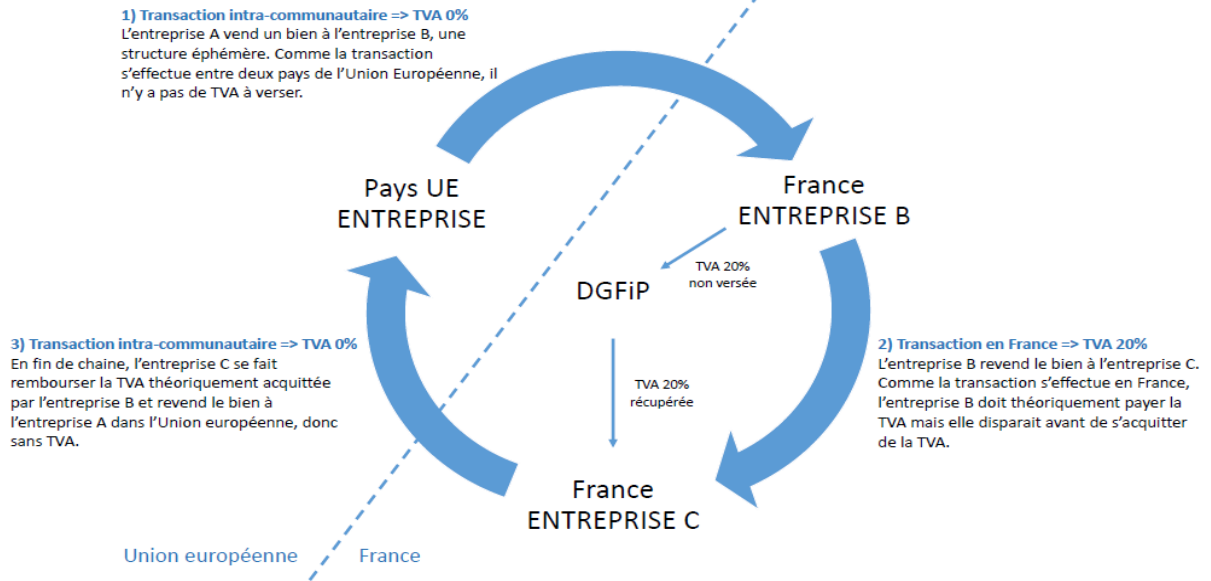 1) Transaction intra-communautaire => TVA 0%
L’entreprise A vend un bien à l’entreprise B, une
structure éphémère. Comme la transaction
s’effectue entre deux pays de l’Union Européenne, il
n’y a pas de TVA à verser.
Pays UE
ENTREPRISE
France
ENTREPRISE B
TVA 20%
non versée
DGFiP
3) Transaction intra-communautaire => TVA 0%
En fin de chaine, l’entreprise C se fait
rembourser la TVA théoriquement acquittée
par l’entreprise B et revend le bien à
l’entreprise A dans l’Union européenne, donc
sans TVA.
2) Transaction en France => TVA 20%
L’entreprise B revend le bien à l’entreprise C.
Comme la transaction s’effectue en France,
l’entreprise B doit théoriquement payer la
TVA mais elle disparait avant de s’acquitter
de la TVA.
TVA 20%
récupérée
France
ENTREPRISE C
Union européenne
France